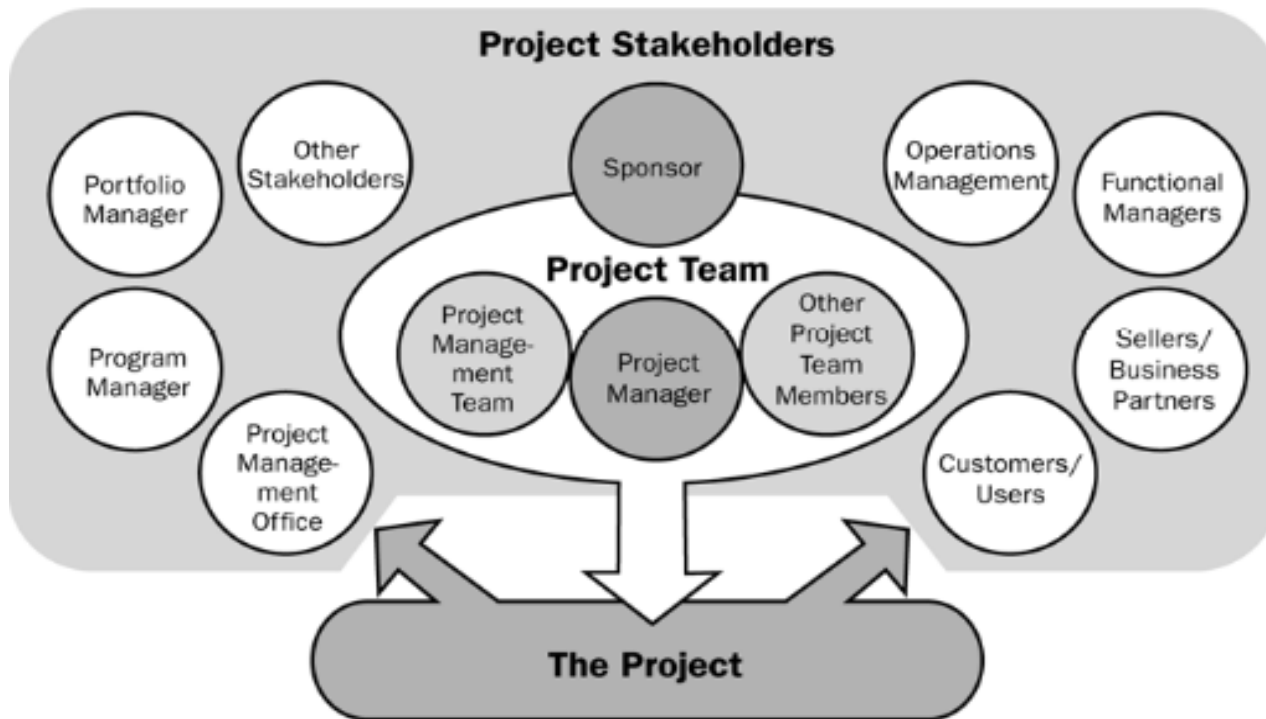 Project Stakeholders
Portfolio
Manager
Other
Stakeholders
Sponsor
Operations
Management
Functional
Managers
Project Team
Program
Manager
Project
Manage-
ment
Team
Project
Manager
Other
Project
Team
Members
Sellers/
Business
Partners
Project
Manage-
ment
Office
Customers/
Users
The Project